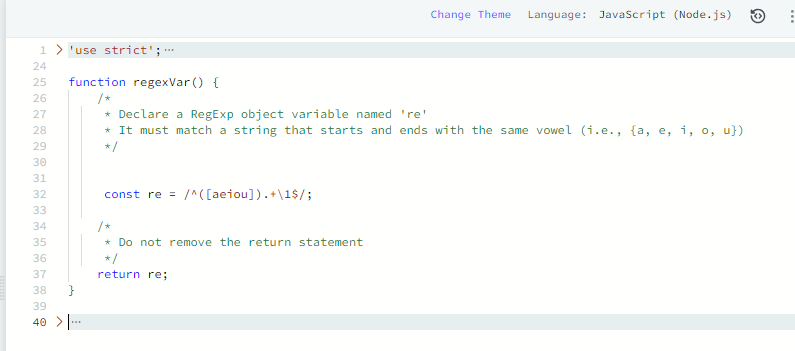 Change Theme Language: JavaScript (Node.js)
1 'use strict';⋯
24
25 function regexVar() {
26 /*
27 * Declare a RegExp object variable named 're'
28 * It must match a string that starts and ends with the same vowel (i.e., {a, e, i, o, u})
29 */
30
31
32 const re = /^([aeiou]).+\1$/;
33
34 /*
35 * Do not remove the return statement
36 */
37 return re;
38 }
39
40 ⋯